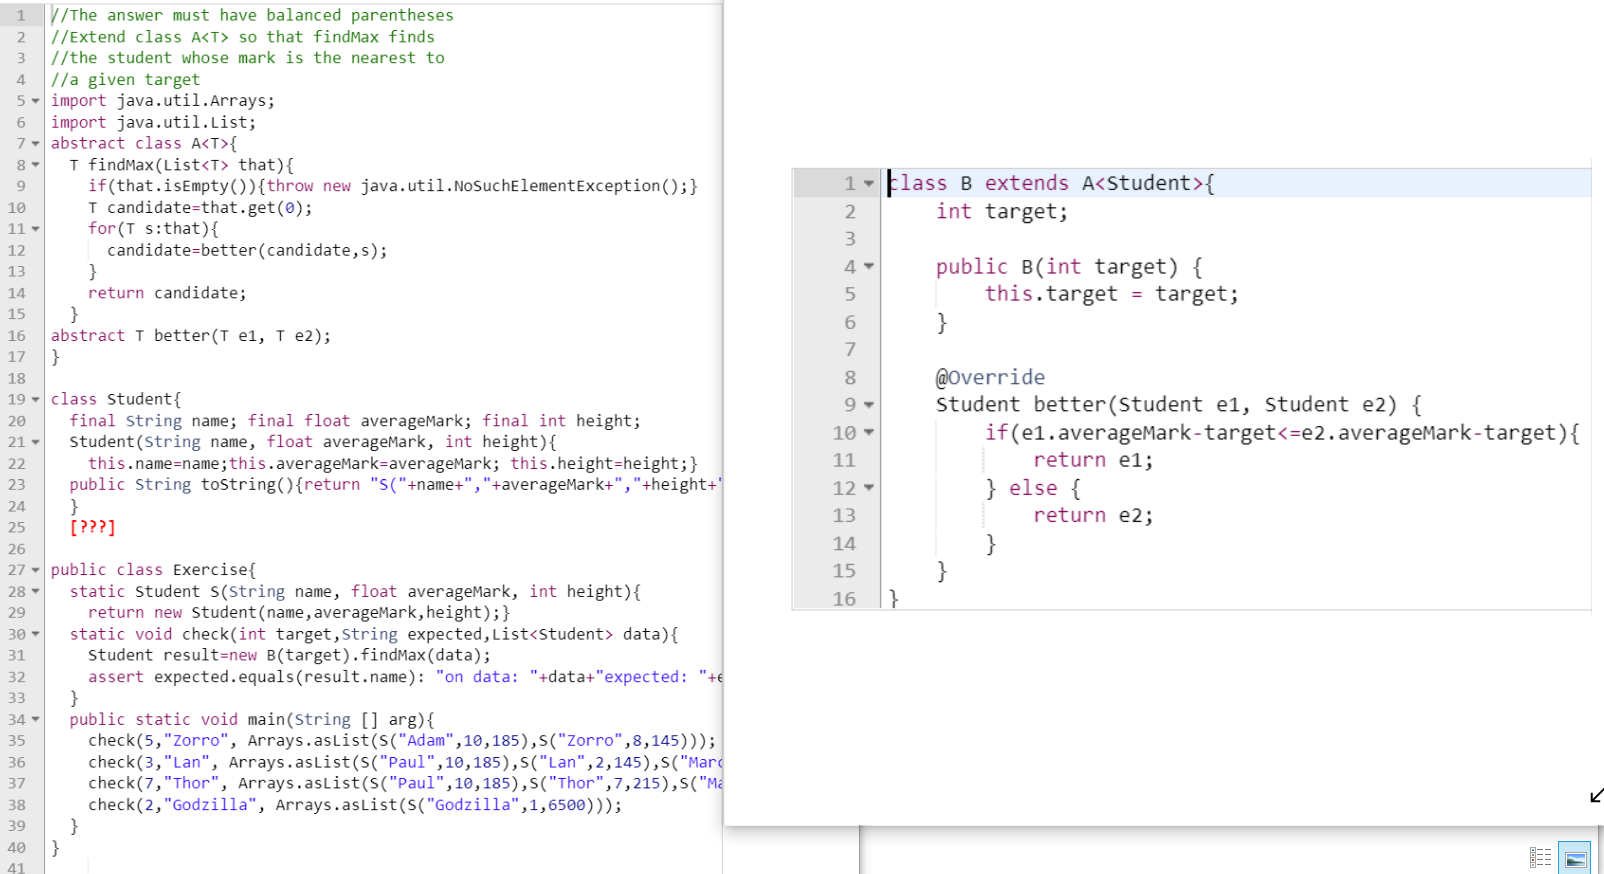 1 //The answer must have balanced parentheses
2 //Extend class A<T> so that findMax finds
3 //the student whose mark is the nearest to
4 //a given target
5 import java.util.Arrays;
6 import java.util.List;
7 abstract class A<T>{
8 T findMax(List<T> that){
9 if(that.isEmpty()){throw new java.util.NoSuchElementException();}
10 T candidate=that.get(0);
11 for(T s:that){
12 candidate=better(candidate,s);
13 }
14 return candidate;
15 }
16 abstract T better(T e1, T e2);
17 }
18
19 class Student{
20 final String name; final float averageMark; final int height;
21 Student(String name, float averageMark, int height){
22 this.name=name;this.averageMark=averageMark; this.height=height;}
23 public String toString(){return "S("+name+","+averageMark+","+height+"
24 }
25 [???]
26
27 public class Exercise{
28 static Student S(String name, float averageMark, int height){
29 return new Student(name,averageMark,height);}
30 static void check(int target,String expected,List<Student> data){
31 Student result=new B(target).findMax(data);
32 assert expected.equals(result.name): "on data: "+data+"expected: "+e
33 }
34 public static void main(String [] arg){
35 check(5,"Zorro", Arrays.asList(S("Adam",10,185),S("Zorro",8,145)));
36 check(3,"Lan", Arrays.asList(S("Paul",10,185),S("Lan",2,145),S("Marc
37 check(7,"Thor", Arrays.asList(S("Paul",10,185),S("Thor",7,215),S("Ma
38 check(2,"Godzilla", Arrays.asList(S("Godzilla",1,6500)));
39 }
40 }
41
1 class B extends A<Student>{
2 int target;
3
4 public B(int target) {
5 this.target = target;
6 }
7
8 @Override
9 Student better(Student e1, Student e2) {
10 if(e1.averageMark-target<=e2.averageMark-target){
11 return e1;
12 } else {
13 return e2;
14 }
15 }
16 }